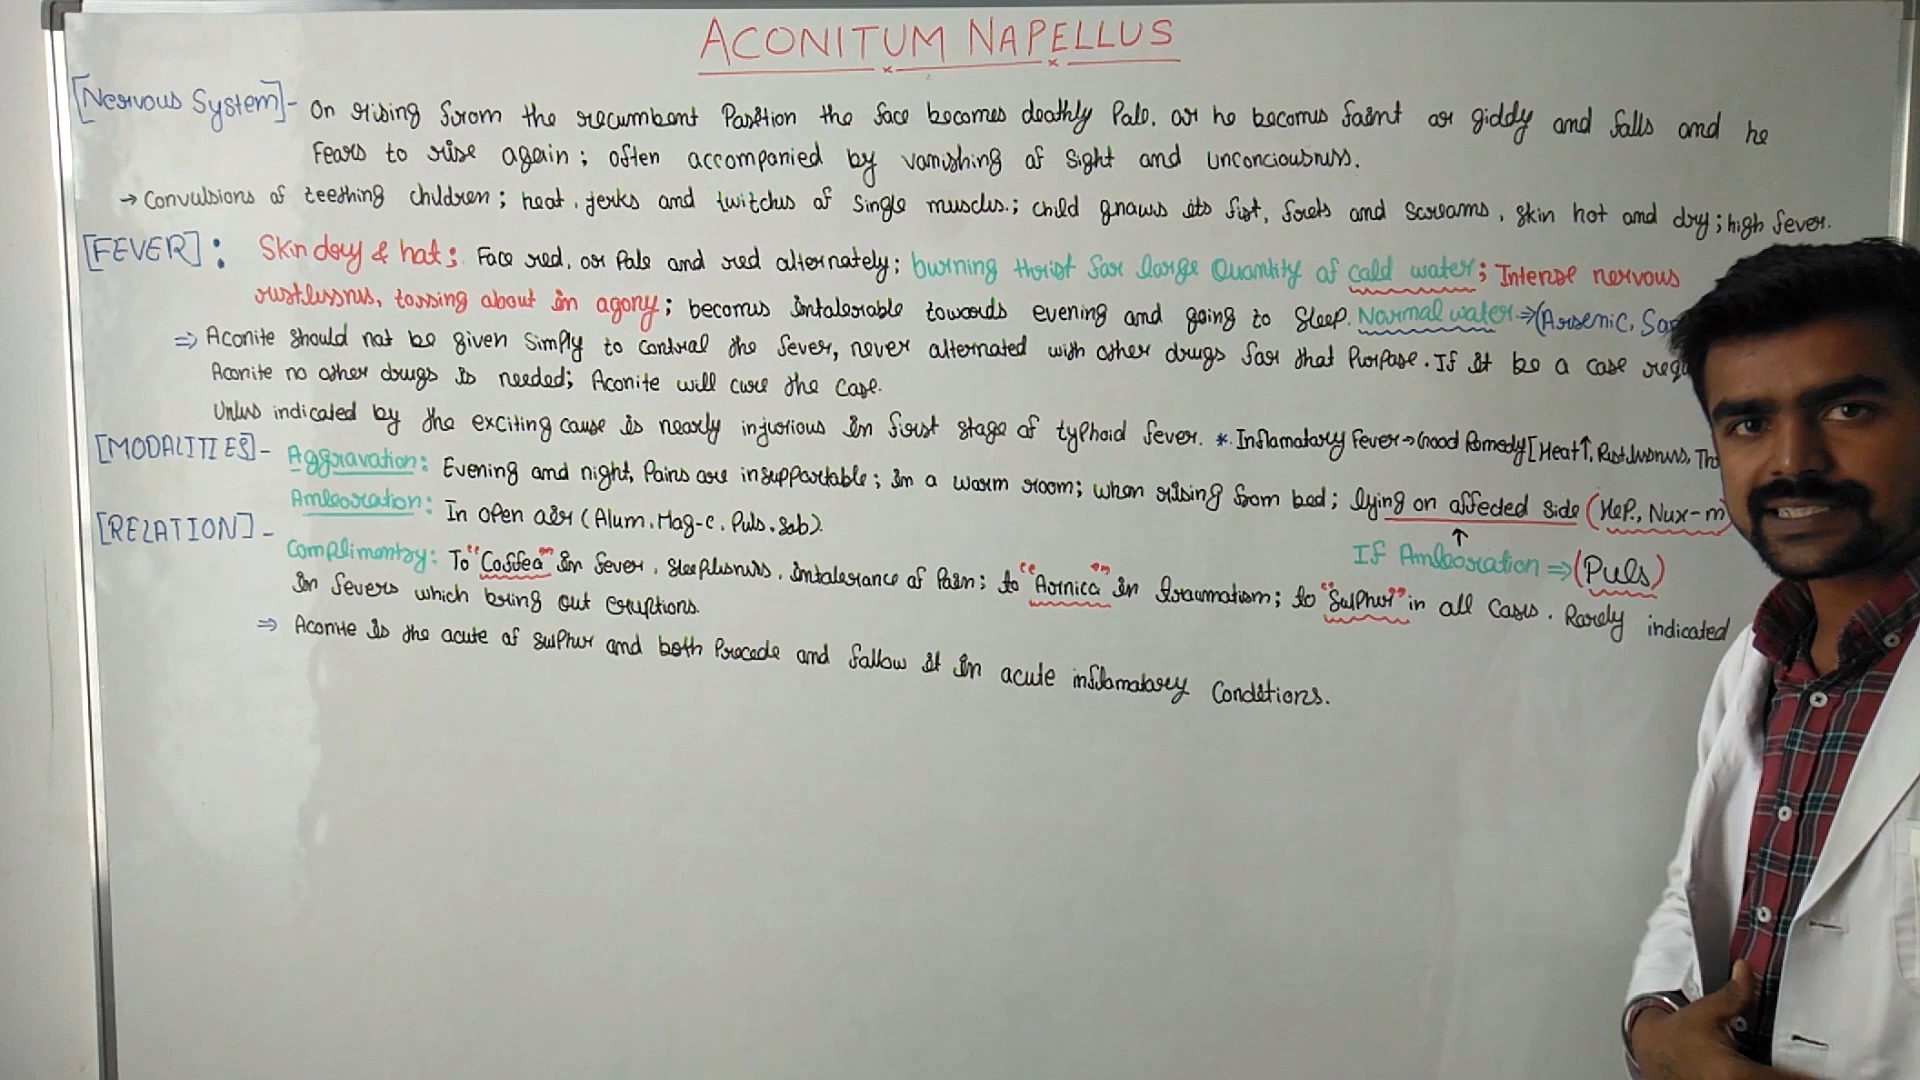 ACONITUM NAPELLUS
[Nervous System]- On rising from the recumbent Position the face becomes deathly Pale, or he becomes faint or giddy and falls and he
Fears to rise again; often accompanied by vanishing of Sight and unconciousness.
→ Convulsions of teething children; heat, jerks and twitches of single muscles.; child gnaws its fist, frets and screams, skin hot and dry; high fever.
[FEVER]: Skin dry & hot; Face red, or Pale and red alternately; burning thirst for large Quantity of cold water; Intense nervous
restlessness, tossing about in agony; becomes intolerable towards evening and going to sleep. Normal water ⇒ (Arsenic,
⇒ Aconite should not be given simply to control the fever, never alternated with other drugs for that Purpose. If it be a case
Aconite no other drugs is needed; Aconite will cure the case.
Unless indicated by the exciting cause is nearly injurious in first stage of typhoid fever. * Inflamatory Fever → Good Remedy [Heat↑, Restlessness,
[MODALITIES]- Aggravation: Evening and night, Pains are insupportable; in a warm room; when rising from bed; lying on affected side (Hep., Nux-m
Amleoration: In open air (Alum. Mag-c. Puls. Sab).
↑
If Amleoration ⇒ (Puls)
[RELATION]- Complimentry: To "Coffea" in fever, sleeplesness, intolerance of Pain; to "Arnica" in traumatism; to "Sulphur" in all cases. Rarely indicated
in fevers which bring out eruptions.
⇒ Aconite is the acute of sulphur and both Precede and follow it in acute inflamatory Conditions.